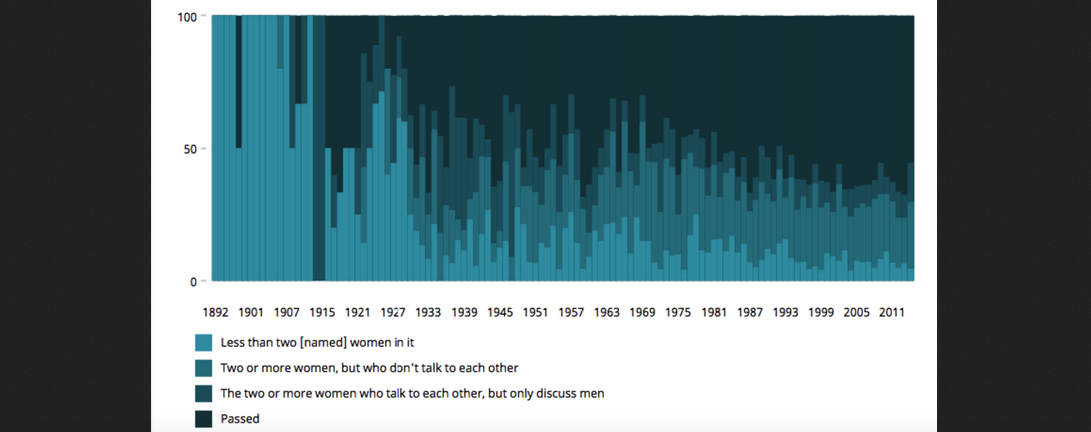 100
50
0
1892 1901 1907 1915 1921 1927 1933 1939 1945 1951 1957 1963 1969 1975 1981 1987 1993 1999 2005 2011
Less than two [named] women in it
Two or more women, but who don't talk to each other
The two or more women who talk to each other, but only discuss men
Passed